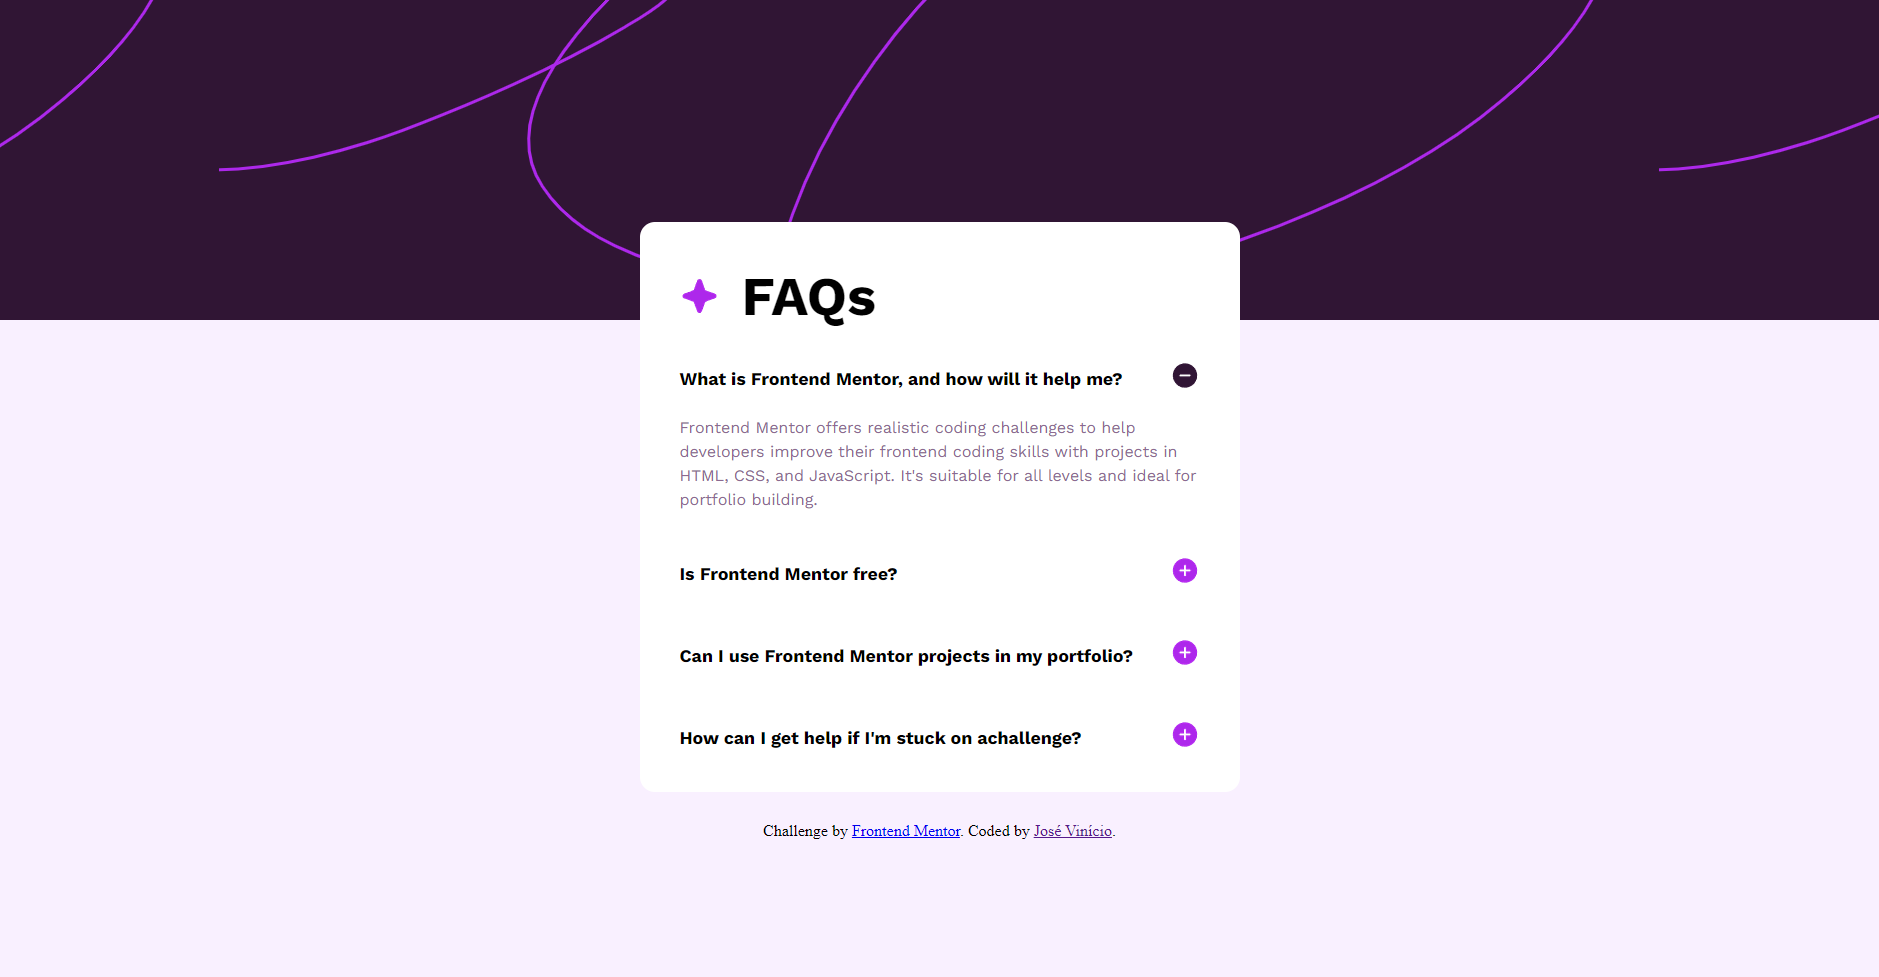 FAQs
What is Frontend Mentor, and how will it help me?
Frontend Mentor offers realistic coding challenges to help
developers improve their frontend coding skills with projects in
HTML, CSS, and JavaScript. It's suitable for all levels and ideal for
portfolio building.
Is Frontend Mentor free?
Can I use Frontend Mentor projects in my portfolio?
How can I get help if I'm stuck on achallenge?
Challenge by Frontend Mentor. Coded by José Vinício.